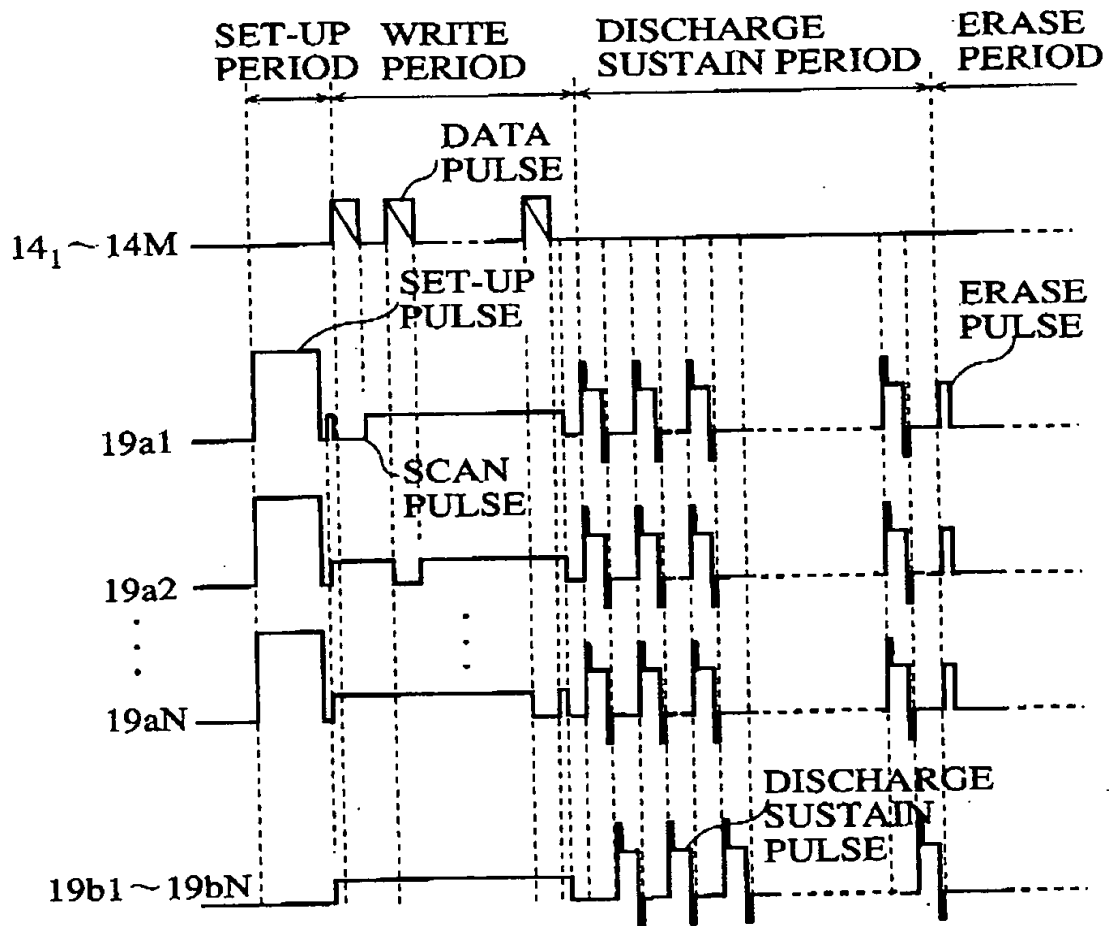 SET-UP
PERIOD
WRITE
PERIOD
DISCHARGE
SUSTAIN PERIOD
ERASE
PERIOD
DATA
PULSE
14₁~14M
SET-UP
PULSE
ERASE
PULSE
19a1
SCAN
PULSE
19a2
19aN
DISCHARGE
SUSTAIN
PULSE
19b1~19bN